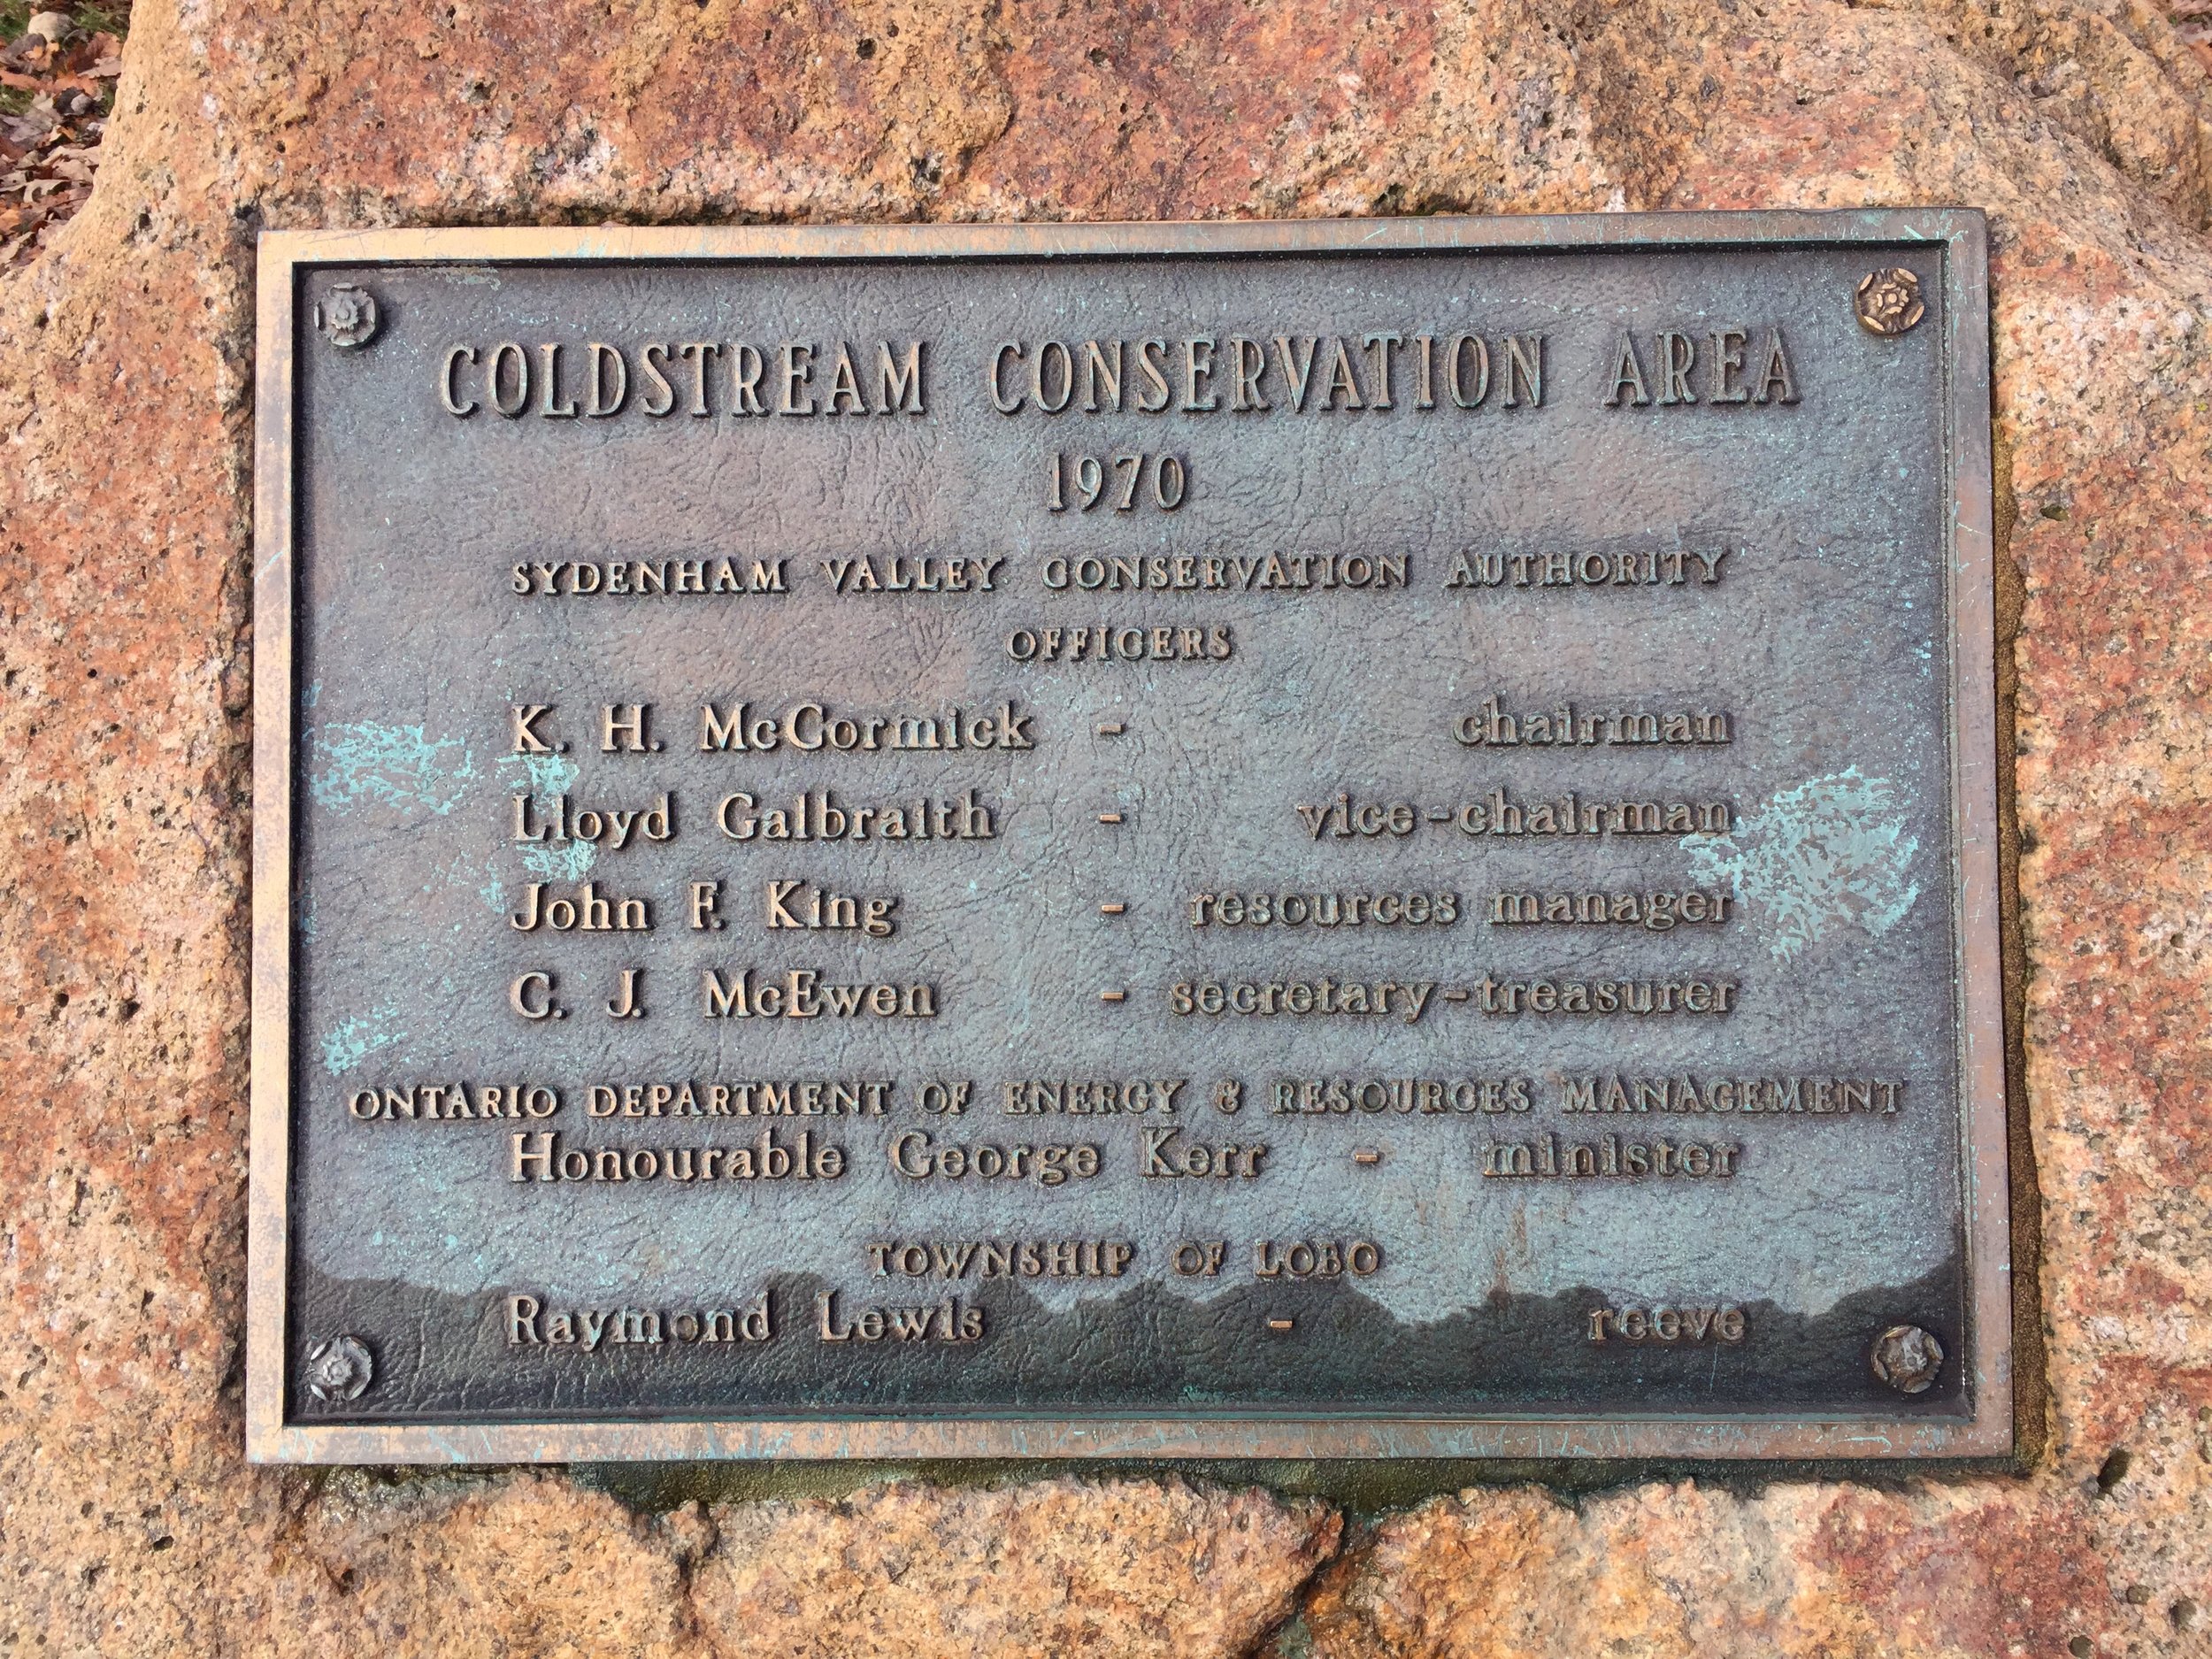 COLDSTREAM CONSERVATION AREA
1970
SYDENHAM VALLEY CONSERVATION AUTHORITY
OFFICERS
K. H. McCormick - chairman
Lloyd Galbraith - vice-chairman
John F. King - resources manager
C. J. McEwen - secretary-treasurer
ONTARIO DEPARTMENT OF ENERGY & RESOURCES MANAGEMENT
Honourable George Kerr - minister
TOWNSHIP OF LOBO
Raymond Lewis - reeve